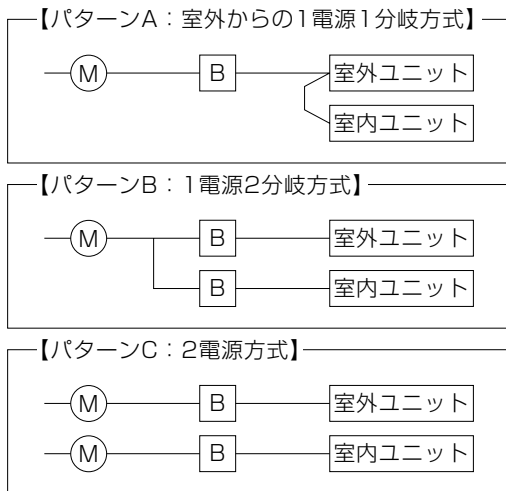 【パターンA：室外からの1電源1分岐方式】
M B 室外ユニット
室内ユニット
【パターンB：1電源2分岐方式】
M B 室外ユニット
B 室内ユニット
【パターンC：2電源方式】
M B 室外ユニット
M B 室内ユニット